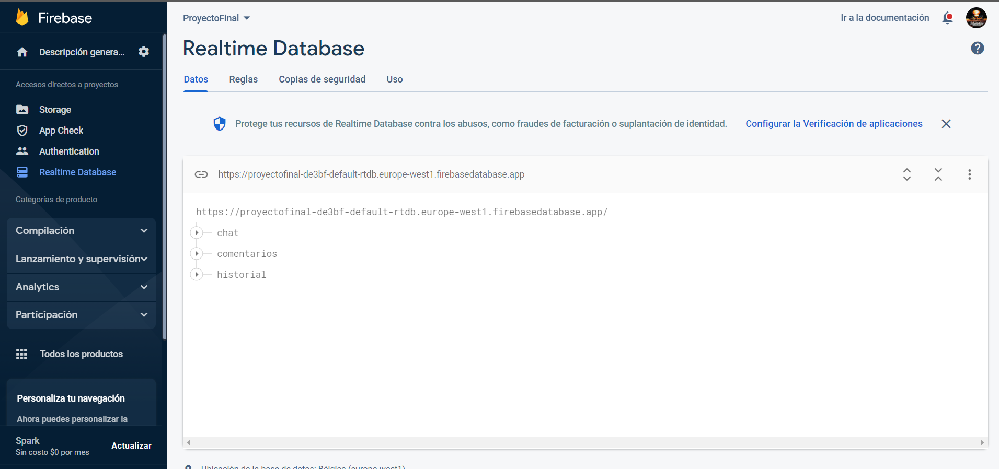 Firebase
Descripción genera...
Accesos directos a proyectos
Storage
App Check
Authentication
Realtime Database
Categorías de producto
Compilación
Lanzamiento y supervisión
Analytics
Participación
Todos los productos
Personaliza tu navegación
Ahora puedes personalizar la
Spark
Sin costo $0 por mes
Actualizar
ProyectoFinal
Ir a la documentación
Realtime Database
Datos
Reglas
Copias de seguridad
Uso
Protege tus recursos de Realtime Database contra los abusos, como fraudes de facturación o suplantación de identidad.
Configurar la Verificación de aplicaciones
https://proyectofinal-de3bf-default-rtdb.europe-west1.firebasedatabase.app
https://proyectofinal-de3bf-default-rtdb.europe-west1.firebasedatabase.app/
chat
comentarios
historial
Ubicación de la base de datos: Bélgica (europe-west1)